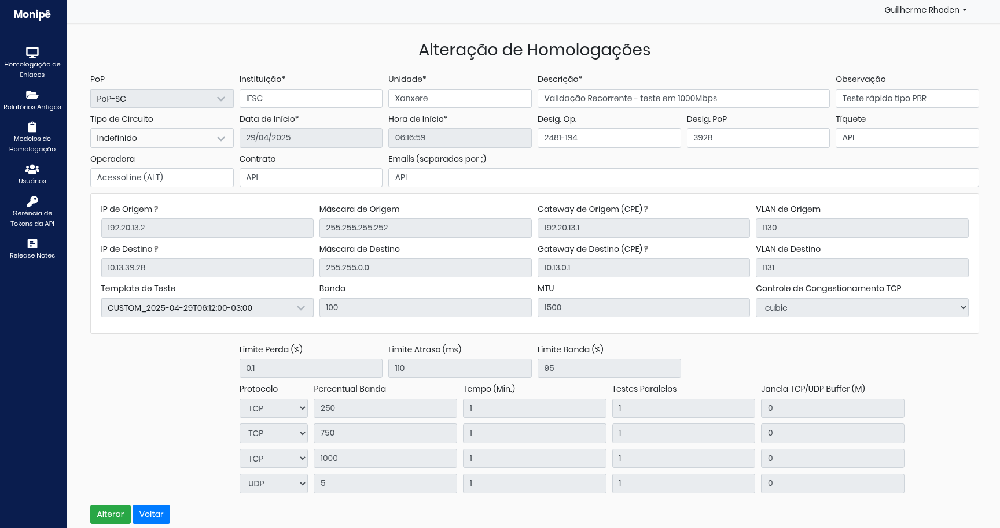 Monipê
Guilherme Rhoden
Homologação de
Enlaces
Relatórios Antigos
Modelos de
Homologação
Usuários
Gerência de
Tokens da API
Release Notes
Alteração de Homologações
PoP Instituição* Unidade* Descrição* Observação
PoP-SC IFSC Xanxere Validação Recorrente - teste em 1000Mbps Teste rápido tipo PBR
Tipo de Circuito Data de Início* Hora de Início* Desig. Op. Desig. PoP Tíquete
Indefinido 29/04/2025 06:16:59 2481-194 3928 API
Operadora Contrato Emails (separados por ;)
AcessoLine (ALT) API API
IP de Origem ? Máscara de Origem Gateway de Origem (CPE) ? VLAN de Origem
192.20.13.2 255.255.255.252 192.20.13.1 1130
IP de Destino ? Máscara de Destino Gateway de Destino (CPE) ? VLAN de Destino
10.13.39.28 255.255.0.0 10.13.0.1 1131
Template de Teste Banda MTU Controle de Congestionamento TCP
CUSTOM_2025-04-29T06:12:00-03:00 100 1500 cubic
Limite Perda (%) Limite Atraso (ms) Limite Banda (%)
0.1 110 95
Protocolo Percentual Banda Tempo (Min.) Testes Paralelos Janela TCP/UDP Buffer (M)
TCP 250 1 1 0
TCP 750 1 1 0
TCP 1000 1 1 0
UDP 5 1 1 0
Alterar Voltar